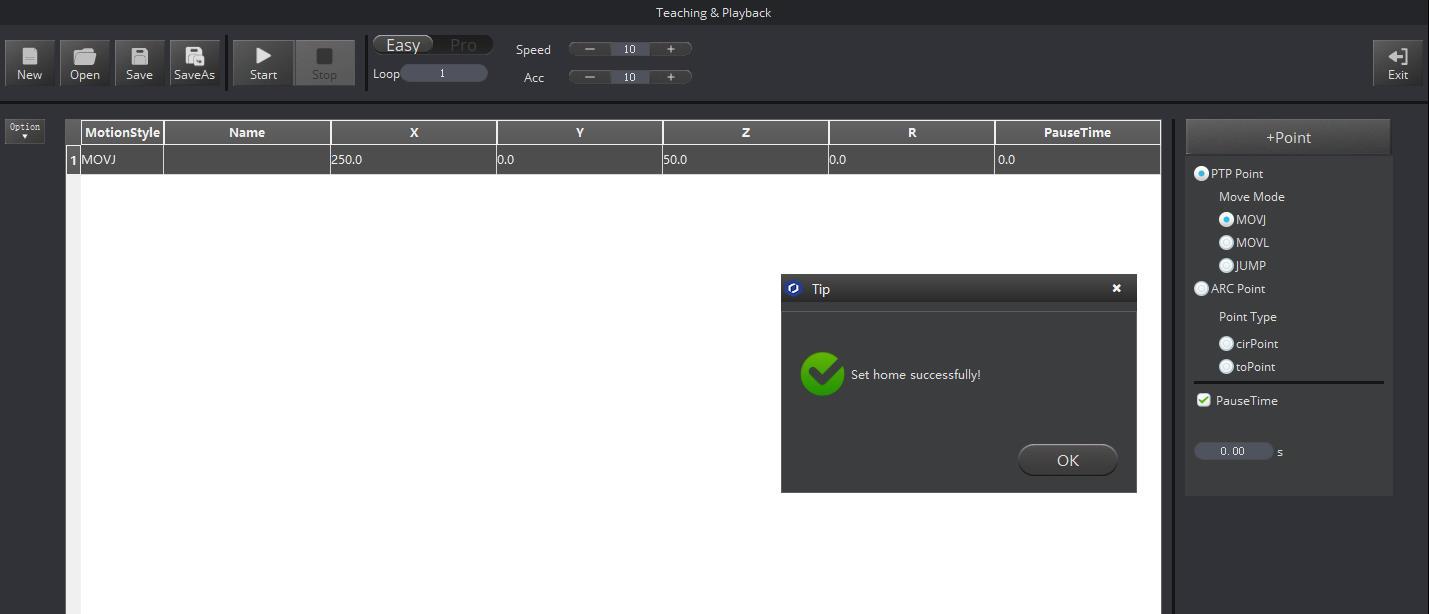 Teaching & Playback
New Open Save SaveAs Start Stop
Easy Pro
Loop 1
Speed − 10 +
Acc − 10 +
Exit
Option
MotionStyle Name X Y Z R PauseTime
1 MOVJ 250.0 0.0 50.0 0.0 0.0
Tip
Set home successfully!
OK
+Point
PTP Point
Move Mode
MOVJ
MOVL
JUMP
ARC Point
Point Type
cirPoint
toPoint
PauseTime
0.00 s